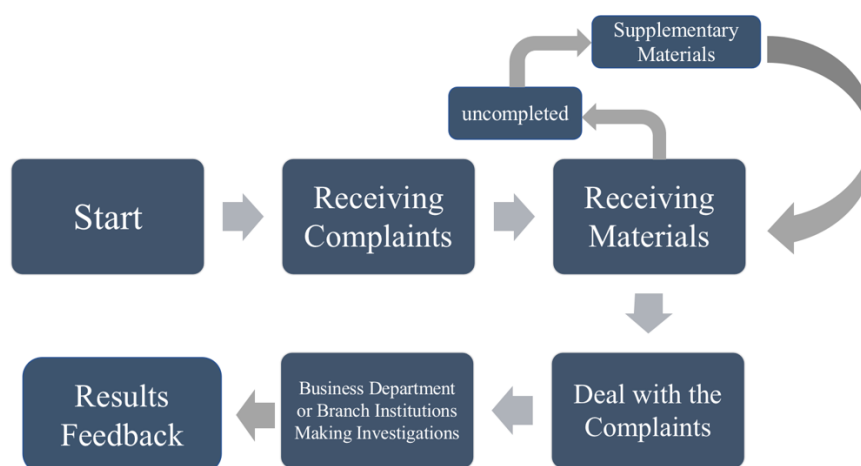 Supplementary
Materials
uncompleted
Start
Receiving
Complaints
Receiving
Materials
Results
Feedback
Business Department
or Branch Institutions
Making Investigations
Deal with the
Complaints